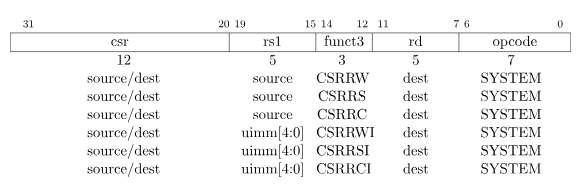 31 20 19 15 14 12 11 7 6 0
csr rs1 funct3 rd opcode
12 5 3 5 7
source/dest source CSRRW dest SYSTEM
source/dest source CSRRS dest SYSTEM
source/dest source CSRRC dest SYSTEM
source/dest uimm[4:0] CSRRWI dest SYSTEM
source/dest uimm[4:0] CSRRSI dest SYSTEM
source/dest uimm[4:0] CSRRCI dest SYSTEM